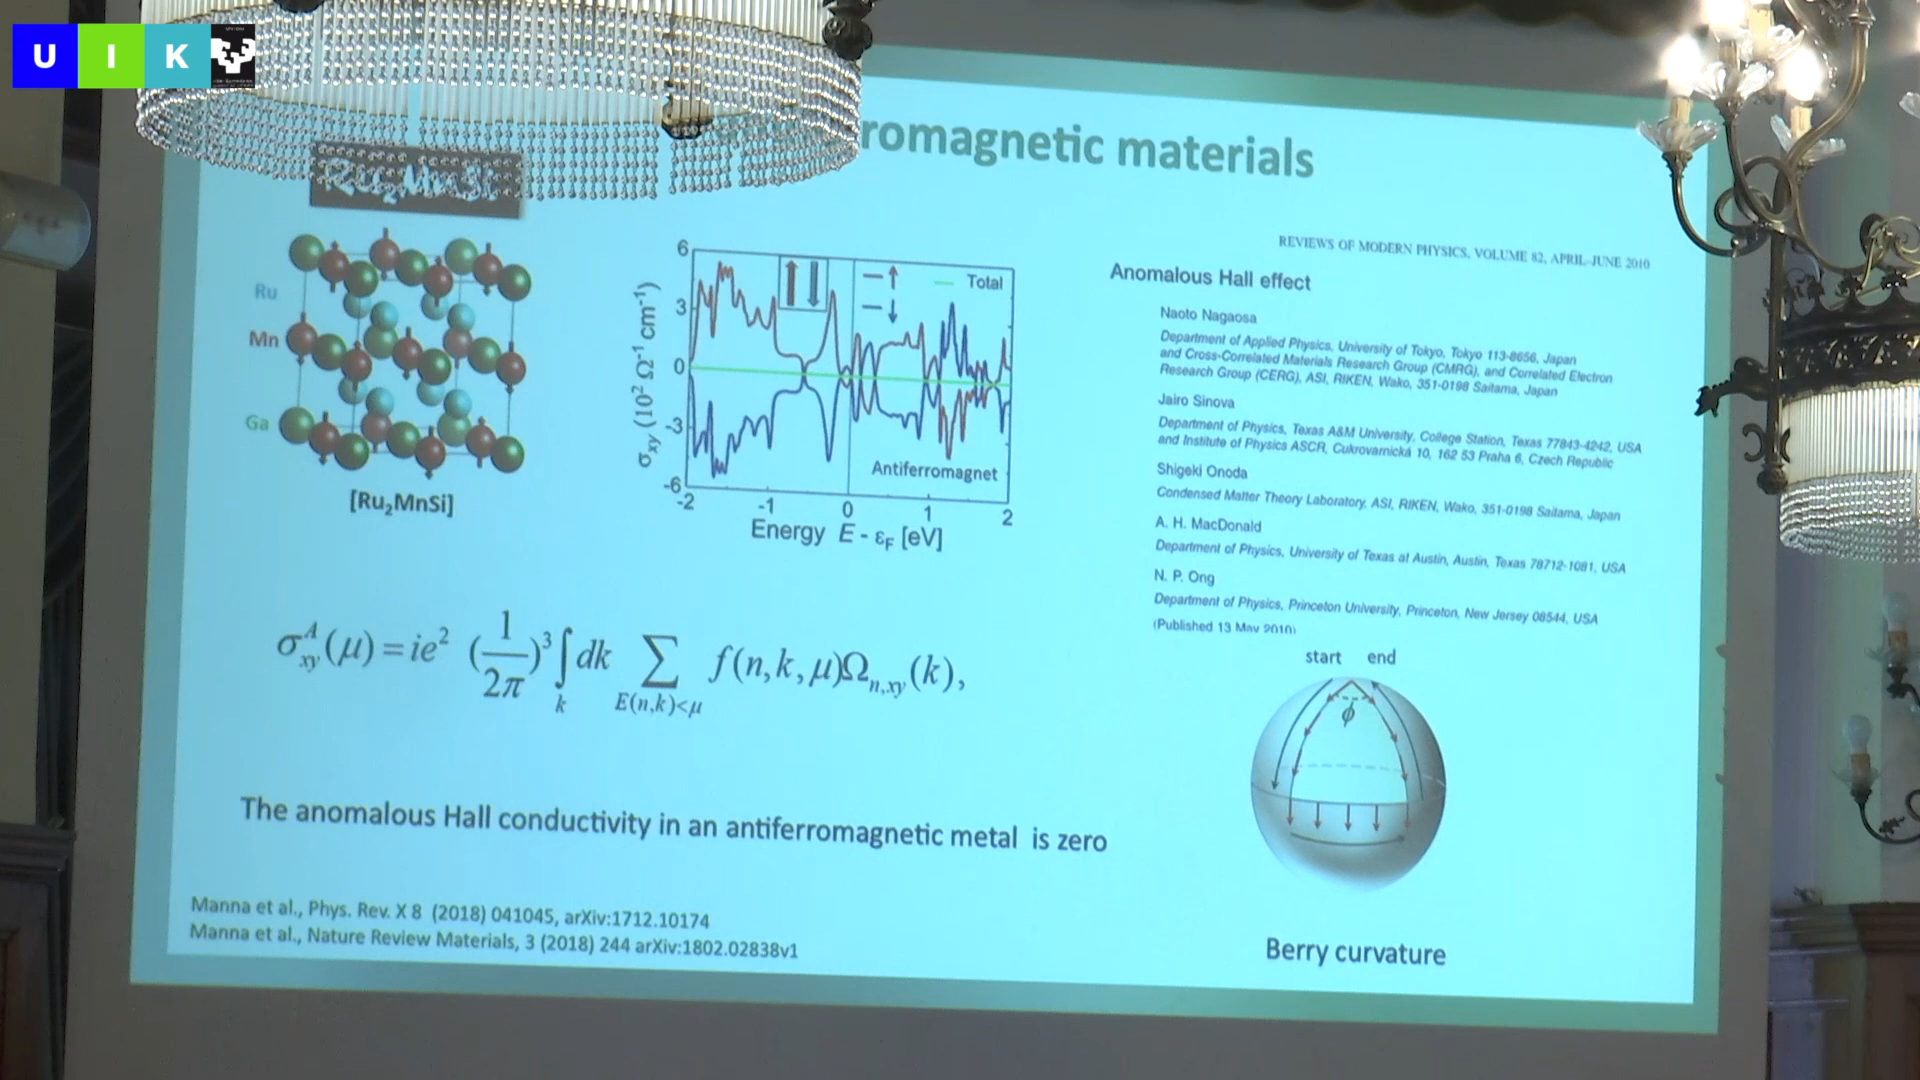 U I K
romagnetic materials
Ru₂MnSi
Ru
Mn
Ga
[Ru₂MnSi]
6
3
0
-3
-6
σxy (10² Ω⁻¹ cm⁻¹)
Total
Antiferromagnet
-2 -1 0 1 2
Energy E - εF [eV]
REVIEWS OF MODERN PHYSICS, VOLUME 82, APRIL–JUNE 2010
Anomalous Hall effect
Naoto Nagaosa
Department of Applied Physics, University of Tokyo, Tokyo 113-8656, Japan
and Cross-Correlated Materials Research Group (CMRG), and Correlated Electron
Research Group (CERG), ASI, RIKEN, Wako, 351-0198 Saitama, Japan
Jairo Sinova
Department of Physics, Texas A&M University, College Station, Texas 77843-4242, USA
and Institute of Physics ASCR, Cukrovarnická 10, 162 53 Praha 6, Czech Republic
Shigeki Onoda
Condensed Matter Theory Laboratory, ASI, RIKEN, Wako, 351-0198 Saitama, Japan
A. H. MacDonald
Department of Physics, University of Texas at Austin, Austin, Texas 78712-1081, USA
N. P. Ong
Department of Physics, Princeton University, Princeton, New Jersey 08544, USA
(Published 13 May 2010)
σ^A_xy(μ) = ie² (1/2π)³ ∫_k dk Σ_E(n,k)<μ f(n,k,μ)Ω_n,xy(k),
start end
ϕ
The anomalous Hall conductivity in an antiferromagnetic metal is zero
Manna et al., Phys. Rev. X 8 (2018) 041045, arXiv:1712.10174
Manna et al., Nature Review Materials, 3 (2018) 244 arXiv:1802.02838v1
Berry curvature